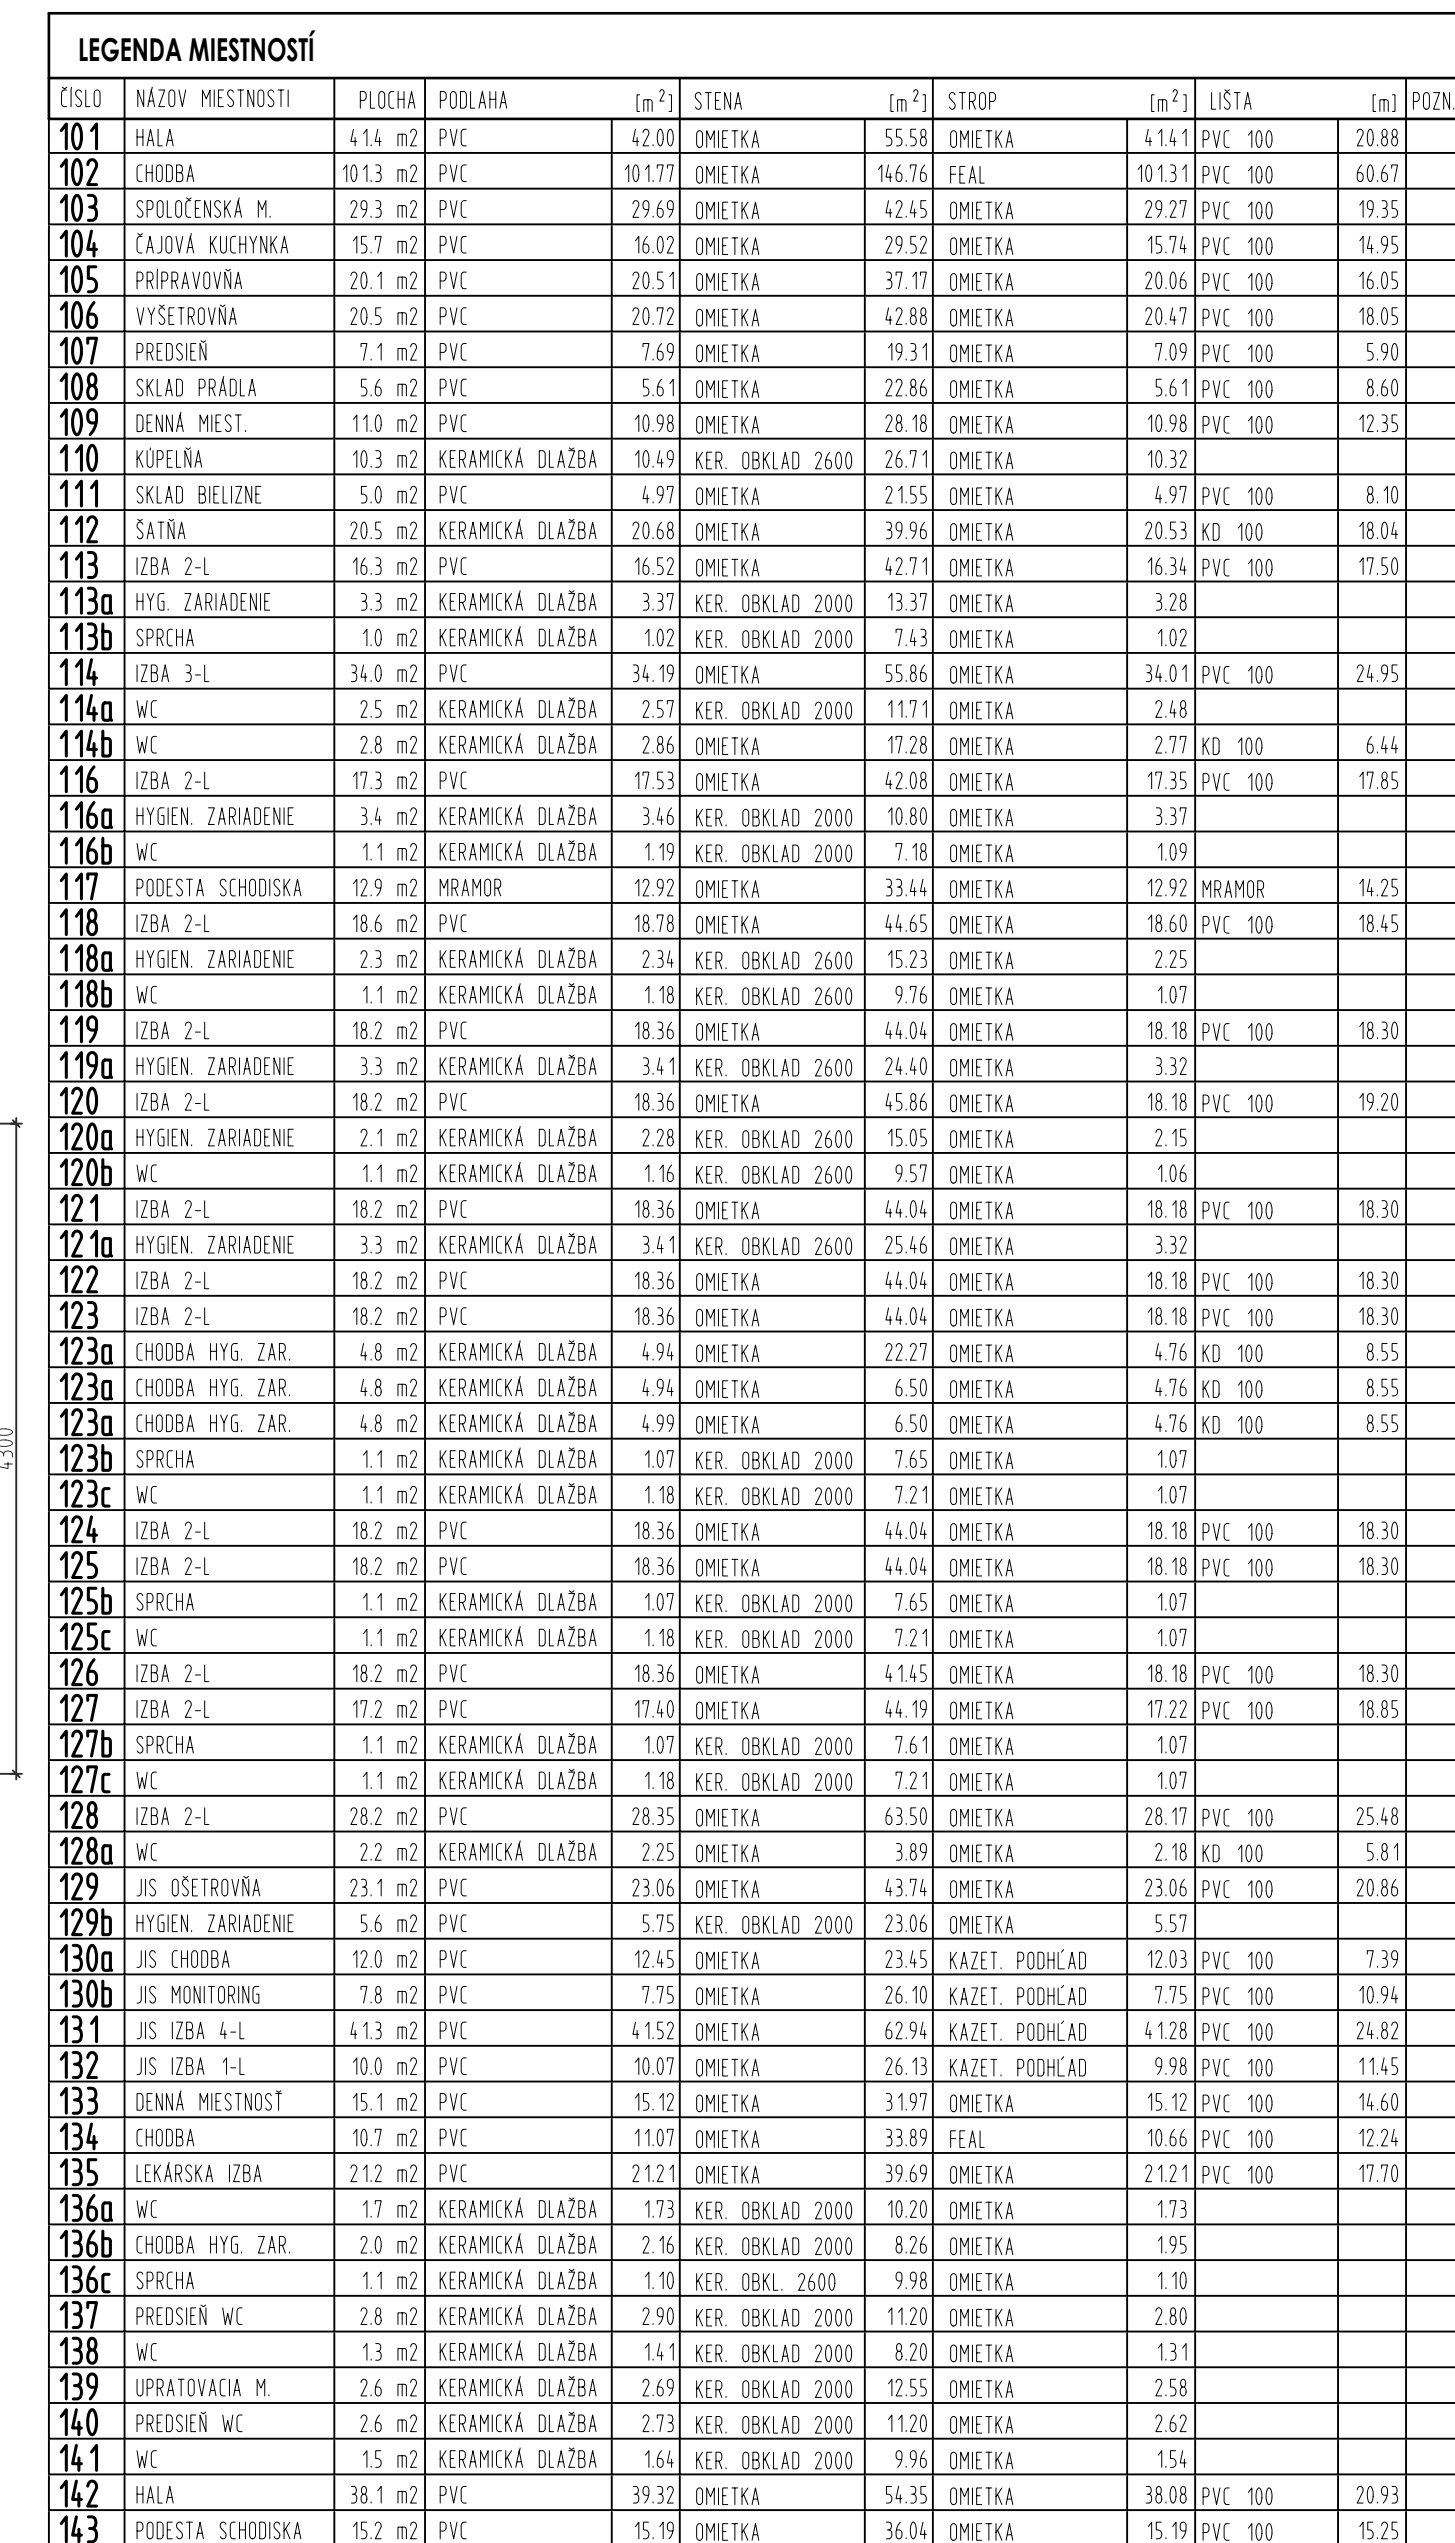 LEGENDA MIESTNOSTÍ
ČÍSLO NÁZOV MIESTNOSTI PLOCHA PODLAHA [m²] STENA [m²] STROP [m²] LIŠTA [m] POZN.
101 HALA 41.4 m2 PVC 42.00 OMIETKA 55.58 OMIETKA 41.41 PVC 100 20.88
102 CHODBA 101.3 m2 PVC 101.77 OMIETKA 146.76 FEAL 101.31 PVC 100 60.67
103 SPOLOČENSKÁ M. 29.3 m2 PVC 29.69 OMIETKA 42.45 OMIETKA 29.27 PVC 100 19.35
104 ČAJOVÁ KUCHYNKA 15.7 m2 PVC 16.02 OMIETKA 29.52 OMIETKA 15.74 PVC 100 14.95
105 PRÍPRAVOVŇA 20.1 m2 PVC 20.51 OMIETKA 37.17 OMIETKA 20.06 PVC 100 16.05
106 VYŠETROVŇA 20.5 m2 PVC 20.72 OMIETKA 42.88 OMIETKA 20.47 PVC 100 18.05
107 PREDSIEŇ 7.1 m2 PVC 7.69 OMIETKA 19.31 OMIETKA 7.09 PVC 100 5.90
108 SKLAD PRÁDLA 5.6 m2 PVC 5.61 OMIETKA 22.86 OMIETKA 5.61 PVC 100 8.60
109 DENNÁ MIEST. 11.0 m2 PVC 10.98 OMIETKA 28.18 OMIETKA 10.98 PVC 100 12.35
110 KÚPELŇA 10.3 m2 KERAMICKÁ DLAŽBA 10.49 KER. OBKLAD 2600 26.71 OMIETKA 10.32
111 SKLAD BIELIZNE 5.0 m2 PVC 4.97 OMIETKA 21.55 OMIETKA 4.97 PVC 100 8.10
112 ŠATŇA 20.5 m2 KERAMICKÁ DLAŽBA 20.68 OMIETKA 39.96 OMIETKA 20.53 KD 100 18.04
113 IZBA 2-L 16.3 m2 PVC 16.52 OMIETKA 42.71 OMIETKA 16.34 PVC 100 17.50
113a HYG. ZARIADENIE 3.3 m2 KERAMICKÁ DLAŽBA 3.37 KER. OBKLAD 2000 13.37 OMIETKA 3.28
113b SPRCHA 1.0 m2 KERAMICKÁ DLAŽBA 1.02 KER. OBKLAD 2000 7.43 OMIETKA 1.02
114 IZBA 3-L 34.0 m2 PVC 34.19 OMIETKA 55.86 OMIETKA 34.01 PVC 100 24.95
114a WC 2.5 m2 KERAMICKÁ DLAŽBA 2.57 KER. OBKLAD 2000 11.71 OMIETKA 2.48
114b WC 2.8 m2 KERAMICKÁ DLAŽBA 2.86 OMIETKA 17.28 OMIETKA 2.77 KD 100 6.44
116 IZBA 2-L 17.3 m2 PVC 17.53 OMIETKA 42.08 OMIETKA 17.35 PVC 100 17.85
116a HYGIEN. ZARIADENIE 3.4 m2 KERAMICKÁ DLAŽBA 3.46 KER. OBKLAD 2000 10.80 OMIETKA 3.37
116b WC 1.1 m2 KERAMICKÁ DLAŽBA 1.19 KER. OBKLAD 2000 7.18 OMIETKA 1.09
117 PODESTA SCHODISKA 12.9 m2 MRAMOR 12.92 OMIETKA 33.44 OMIETKA 12.92 MRAMOR 14.25
118 IZBA 2-L 18.6 m2 PVC 18.78 OMIETKA 44.65 OMIETKA 18.60 PVC 100 18.45
118a HYGIEN. ZARIADENIE 2.3 m2 KERAMICKÁ DLAŽBA 2.34 KER. OBKLAD 2600 15.23 OMIETKA 2.25
118b WC 1.1 m2 KERAMICKÁ DLAŽBA 1.18 KER. OBKLAD 2600 9.76 OMIETKA 1.07
119 IZBA 2-L 18.2 m2 PVC 18.36 OMIETKA 44.04 OMIETKA 18.18 PVC 100 18.30
119a HYGIEN. ZARIADENIE 3.3 m2 KERAMICKÁ DLAŽBA 3.41 KER. OBKLAD 2600 24.40 OMIETKA 3.32
120 IZBA 2-L 18.2 m2 PVC 18.36 OMIETKA 45.86 OMIETKA 18.18 PVC 100 19.20
120a HYGIEN. ZARIADENIE 2.1 m2 KERAMICKÁ DLAŽBA 2.28 KER. OBKLAD 2600 15.05 OMIETKA 2.15
120b WC 1.1 m2 KERAMICKÁ DLAŽBA 1.16 KER. OBKLAD 2600 9.57 OMIETKA 1.06
121 IZBA 2-L 18.2 m2 PVC 18.36 OMIETKA 44.04 OMIETKA 18.18 PVC 100 18.30
121a HYGIEN. ZARIADENIE 3.3 m2 KERAMICKÁ DLAŽBA 3.41 KER. OBKLAD 2600 25.46 OMIETKA 3.32
122 IZBA 2-L 18.2 m2 PVC 18.36 OMIETKA 44.04 OMIETKA 18.18 PVC 100 18.30
123 IZBA 2-L 18.2 m2 PVC 18.36 OMIETKA 44.04 OMIETKA 18.18 PVC 100 18.30
123a CHODBA HYG. ZAR. 4.8 m2 KERAMICKÁ DLAŽBA 4.94 OMIETKA 22.27 OMIETKA 4.76 KD 100 8.55
123a CHODBA HYG. ZAR. 4.8 m2 KERAMICKÁ DLAŽBA 4.94 OMIETKA 6.50 OMIETKA 4.76 KD 100 8.55
123a CHODBA HYG. ZAR. 4.8 m2 KERAMICKÁ DLAŽBA 4.99 OMIETKA 6.50 OMIETKA 4.76 KD 100 8.55
4300
123b SPRCHA 1.1 m2 KERAMICKÁ DLAŽBA 1.07 KER. OBKLAD 2000 7.65 OMIETKA 1.07
123c WC 1.1 m2 KERAMICKÁ DLAŽBA 1.18 KER. OBKLAD 2000 7.21 OMIETKA 1.07
124 IZBA 2-L 18.2 m2 PVC 18.36 OMIETKA 44.04 OMIETKA 18.18 PVC 100 18.30
125 IZBA 2-L 18.2 m2 PVC 18.36 OMIETKA 44.04 OMIETKA 18.18 PVC 100 18.30
125b SPRCHA 1.1 m2 KERAMICKÁ DLAŽBA 1.07 KER. OBKLAD 2000 7.65 OMIETKA 1.07
125c WC 1.1 m2 KERAMICKÁ DLAŽBA 1.18 KER. OBKLAD 2000 7.21 OMIETKA 1.07
126 IZBA 2-L 18.2 m2 PVC 18.36 OMIETKA 41.45 OMIETKA 18.18 PVC 100 18.30
127 IZBA 2-L 17.2 m2 PVC 17.40 OMIETKA 44.19 OMIETKA 17.22 PVC 100 18.85
127b SPRCHA 1.1 m2 KERAMICKÁ DLAŽBA 1.07 KER. OBKLAD 2000 7.61 OMIETKA 1.07
127c WC 1.1 m2 KERAMICKÁ DLAŽBA 1.18 KER. OBKLAD 2000 7.21 OMIETKA 1.07
128 IZBA 2-L 28.2 m2 PVC 28.35 OMIETKA 63.50 OMIETKA 28.17 PVC 100 25.48
128a WC 2.2 m2 KERAMICKÁ DLAŽBA 2.25 OMIETKA 3.89 OMIETKA 2.18 KD 100 5.81
129 JIS OŠETROVŇA 23.1 m2 PVC 23.06 OMIETKA 43.74 OMIETKA 23.06 PVC 100 20.86
129b HYGIEN. ZARIADENIE 5.6 m2 PVC 5.75 KER. OBKLAD 2000 23.06 OMIETKA 5.57
130a JIS CHODBA 12.0 m2 PVC 12.45 OMIETKA 23.45 KAZET. PODHĹAD 12.03 PVC 100 7.39
130b JIS MONITORING 7.8 m2 PVC 7.75 OMIETKA 26.10 KAZET. PODHĹAD 7.75 PVC 100 10.94
131 JIS IZBA 4-L 41.3 m2 PVC 41.52 OMIETKA 62.94 KAZET. PODHĹAD 41.28 PVC 100 24.82
132 JIS IZBA 1-L 10.0 m2 PVC 10.07 OMIETKA 26.13 KAZET. PODHĹAD 9.98 PVC 100 11.45
133 DENNÁ MIESTNOSŤ 15.1 m2 PVC 15.12 OMIETKA 31.97 OMIETKA 15.12 PVC 100 14.60
134 CHODBA 10.7 m2 PVC 11.07 OMIETKA 33.89 FEAL 10.66 PVC 100 12.24
135 LEKÁRSKA IZBA 21.2 m2 PVC 21.21 OMIETKA 39.69 OMIETKA 21.21 PVC 100 17.70
136a WC 1.7 m2 KERAMICKÁ DLAŽBA 1.73 KER. OBKLAD 2000 10.20 OMIETKA 1.73
136b CHODBA HYG. ZAR. 2.0 m2 KERAMICKÁ DLAŽBA 2.16 KER. OBKLAD 2000 8.26 OMIETKA 1.95
136c SPRCHA 1.1 m2 KERAMICKÁ DLAŽBA 1.10 KER. OBKL. 2600 9.98 OMIETKA 1.10
137 PREDSIEŇ WC 2.8 m2 KERAMICKÁ DLAŽBA 2.90 KER. OBKLAD 2000 11.20 OMIETKA 2.80
138 WC 1.3 m2 KERAMICKÁ DLAŽBA 1.41 KER. OBKLAD 2000 8.20 OMIETKA 1.31
139 UPRATOVACIA M. 2.6 m2 KERAMICKÁ DLAŽBA 2.69 KER. OBKLAD 2000 12.55 OMIETKA 2.58
140 PREDSIEŇ WC 2.6 m2 KERAMICKÁ DLAŽBA 2.73 KER. OBKLAD 2000 11.20 OMIETKA 2.62
141 WC 1.5 m2 KERAMICKÁ DLAŽBA 1.64 KER. OBKLAD 2000 9.96 OMIETKA 1.54
142 HALA 38.1 m2 PVC 39.32 OMIETKA 54.35 OMIETKA 38.08 PVC 100 20.93
143 PODESTA SCHODISKA 15.2 m2 PVC 15.19 OMIETKA 36.04 OMIETKA 15.19 PVC 100 15.25